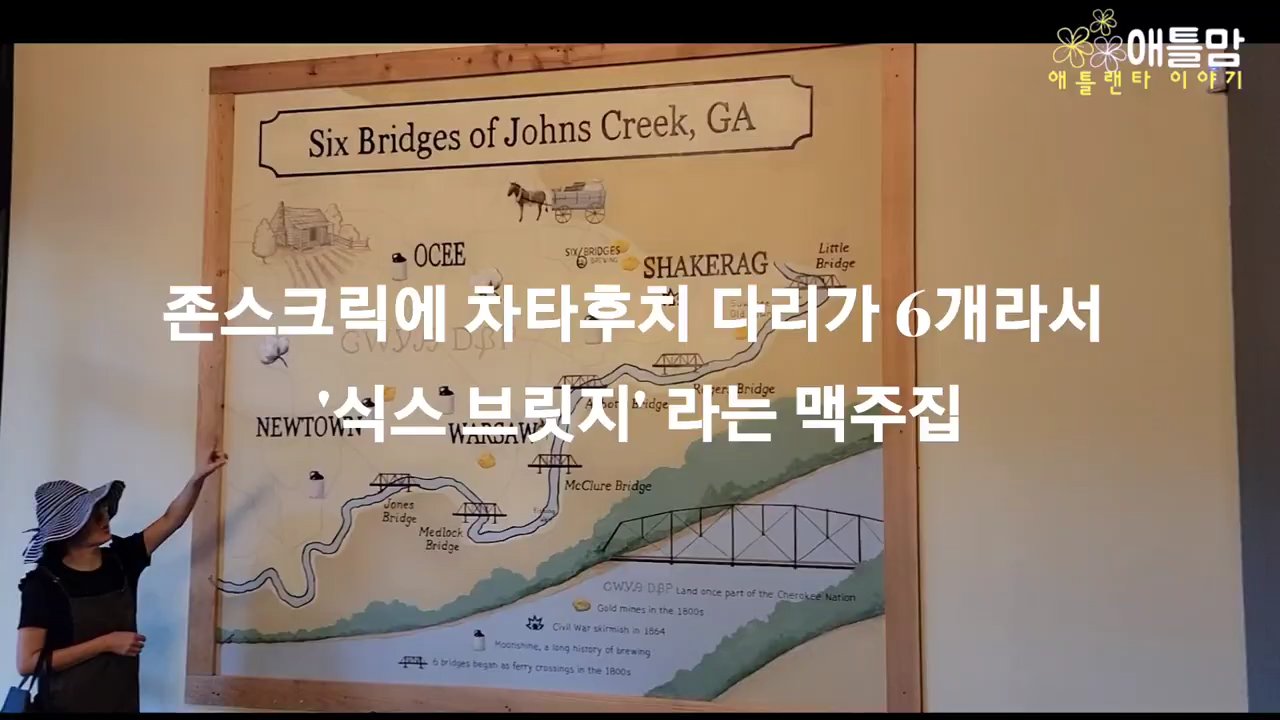 애틀맘
애틀랜타 이야기
Six Bridges of Johns Creek, GA
OCEE
SIX/BRIDGES
BREWING
SHAKERAG
Little
Bridge
존스크릭에 차타후치 다리가 6개라서
'식스 브릿지' 라는 맥주집
Rogers Bridge
Abbotts Bridge
NEWTOWN
WARSAW
McClure Bridge
Jones
Bridge
Medlock
Bridge
Land once part of the Cherokee Nation
Gold mines in the 1800s
Civil War skirmish in 1864
Moonshine, a long history of brewing
6 bridges began as ferry crossings in the 1800s